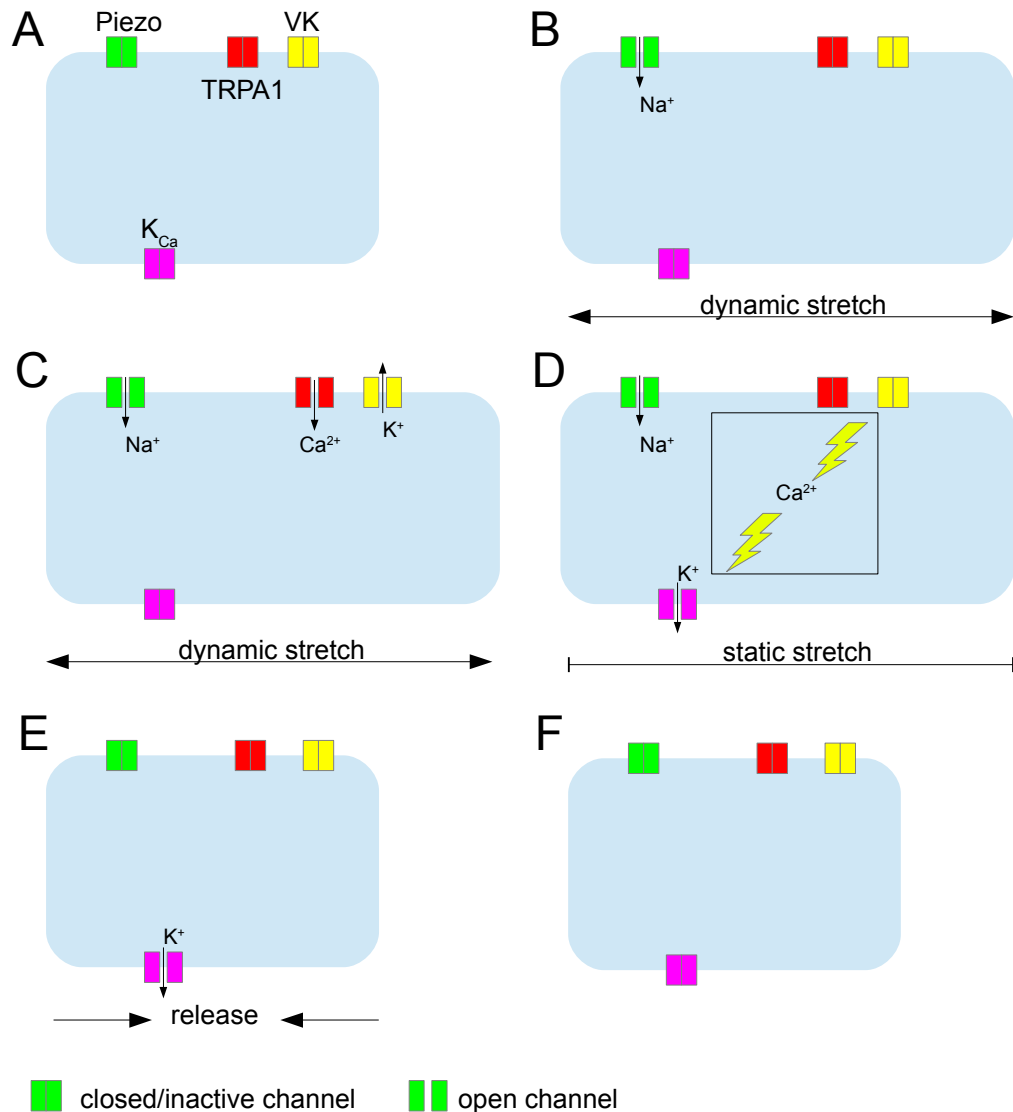 A
Piezo
TRPA1
VK
K_Ca
B
Na⁺
dynamic stretch
C
Na⁺
Ca²⁺
K⁺
dynamic stretch
D
Na⁺
Ca²⁺
K⁺
static stretch
E
K⁺
release
F
closed/inactive channel
open channel